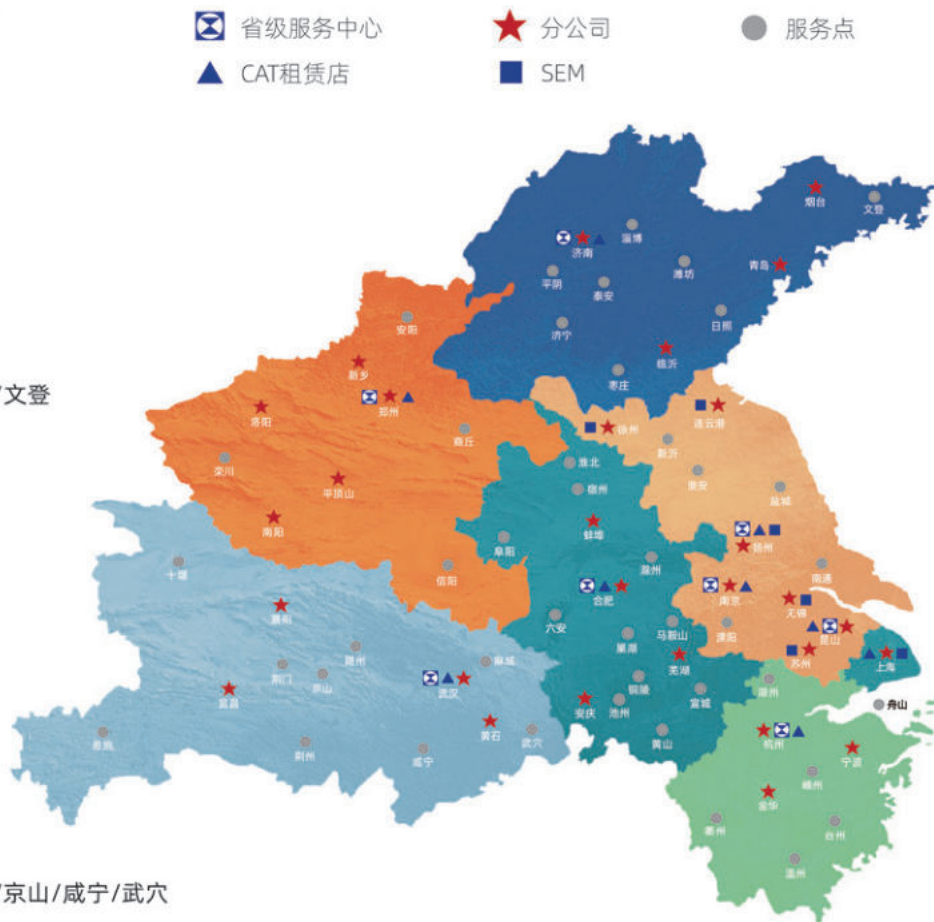 省级服务中心
分公司
服务点
CAT租赁店
SEM
烟台
文登
淄博
济南
青岛
潍坊
平阴
泰安
日照
济宁
临沂
枣庄
安阳
新乡
郑州
/文登
洛阳
商丘
栾川
平顶山
南阳
信阳
连云港
徐州
新沂
淮安
盐城
淮北
宿州
蚌埠
阜阳
滁州
扬州
南通
合肥
南京
无锡
六安
马鞍山
溧阳
昆山
巢湖
苏州
上海
芜湖
铜陵
宣城
安庆
池州
黄山
十堰
襄州
随州
荆门
京山
麻城
武汉
宜昌
黄石
武穴
恩施
荆州
咸宁
湖州
舟山
杭州
宁波
嵊州
金华
衢州
台州
温州
/京山/咸宁/武穴